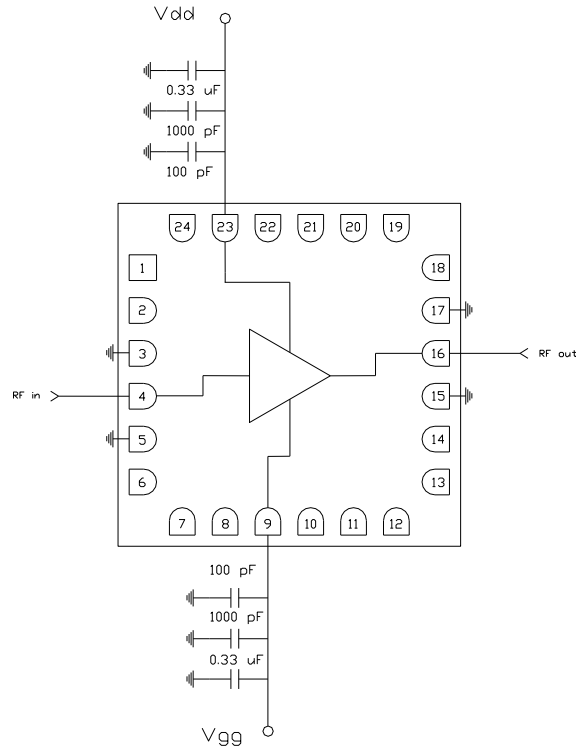 Vdd
0.33 uF
1000 pF
100 pF
24 23 22 21 20 19
1 18
2 17
3 16 RF out
RF in 4 15
5 14
6 13
7 8 9 10 11 12
100 pF
1000 pF
0.33 uF
Vgg